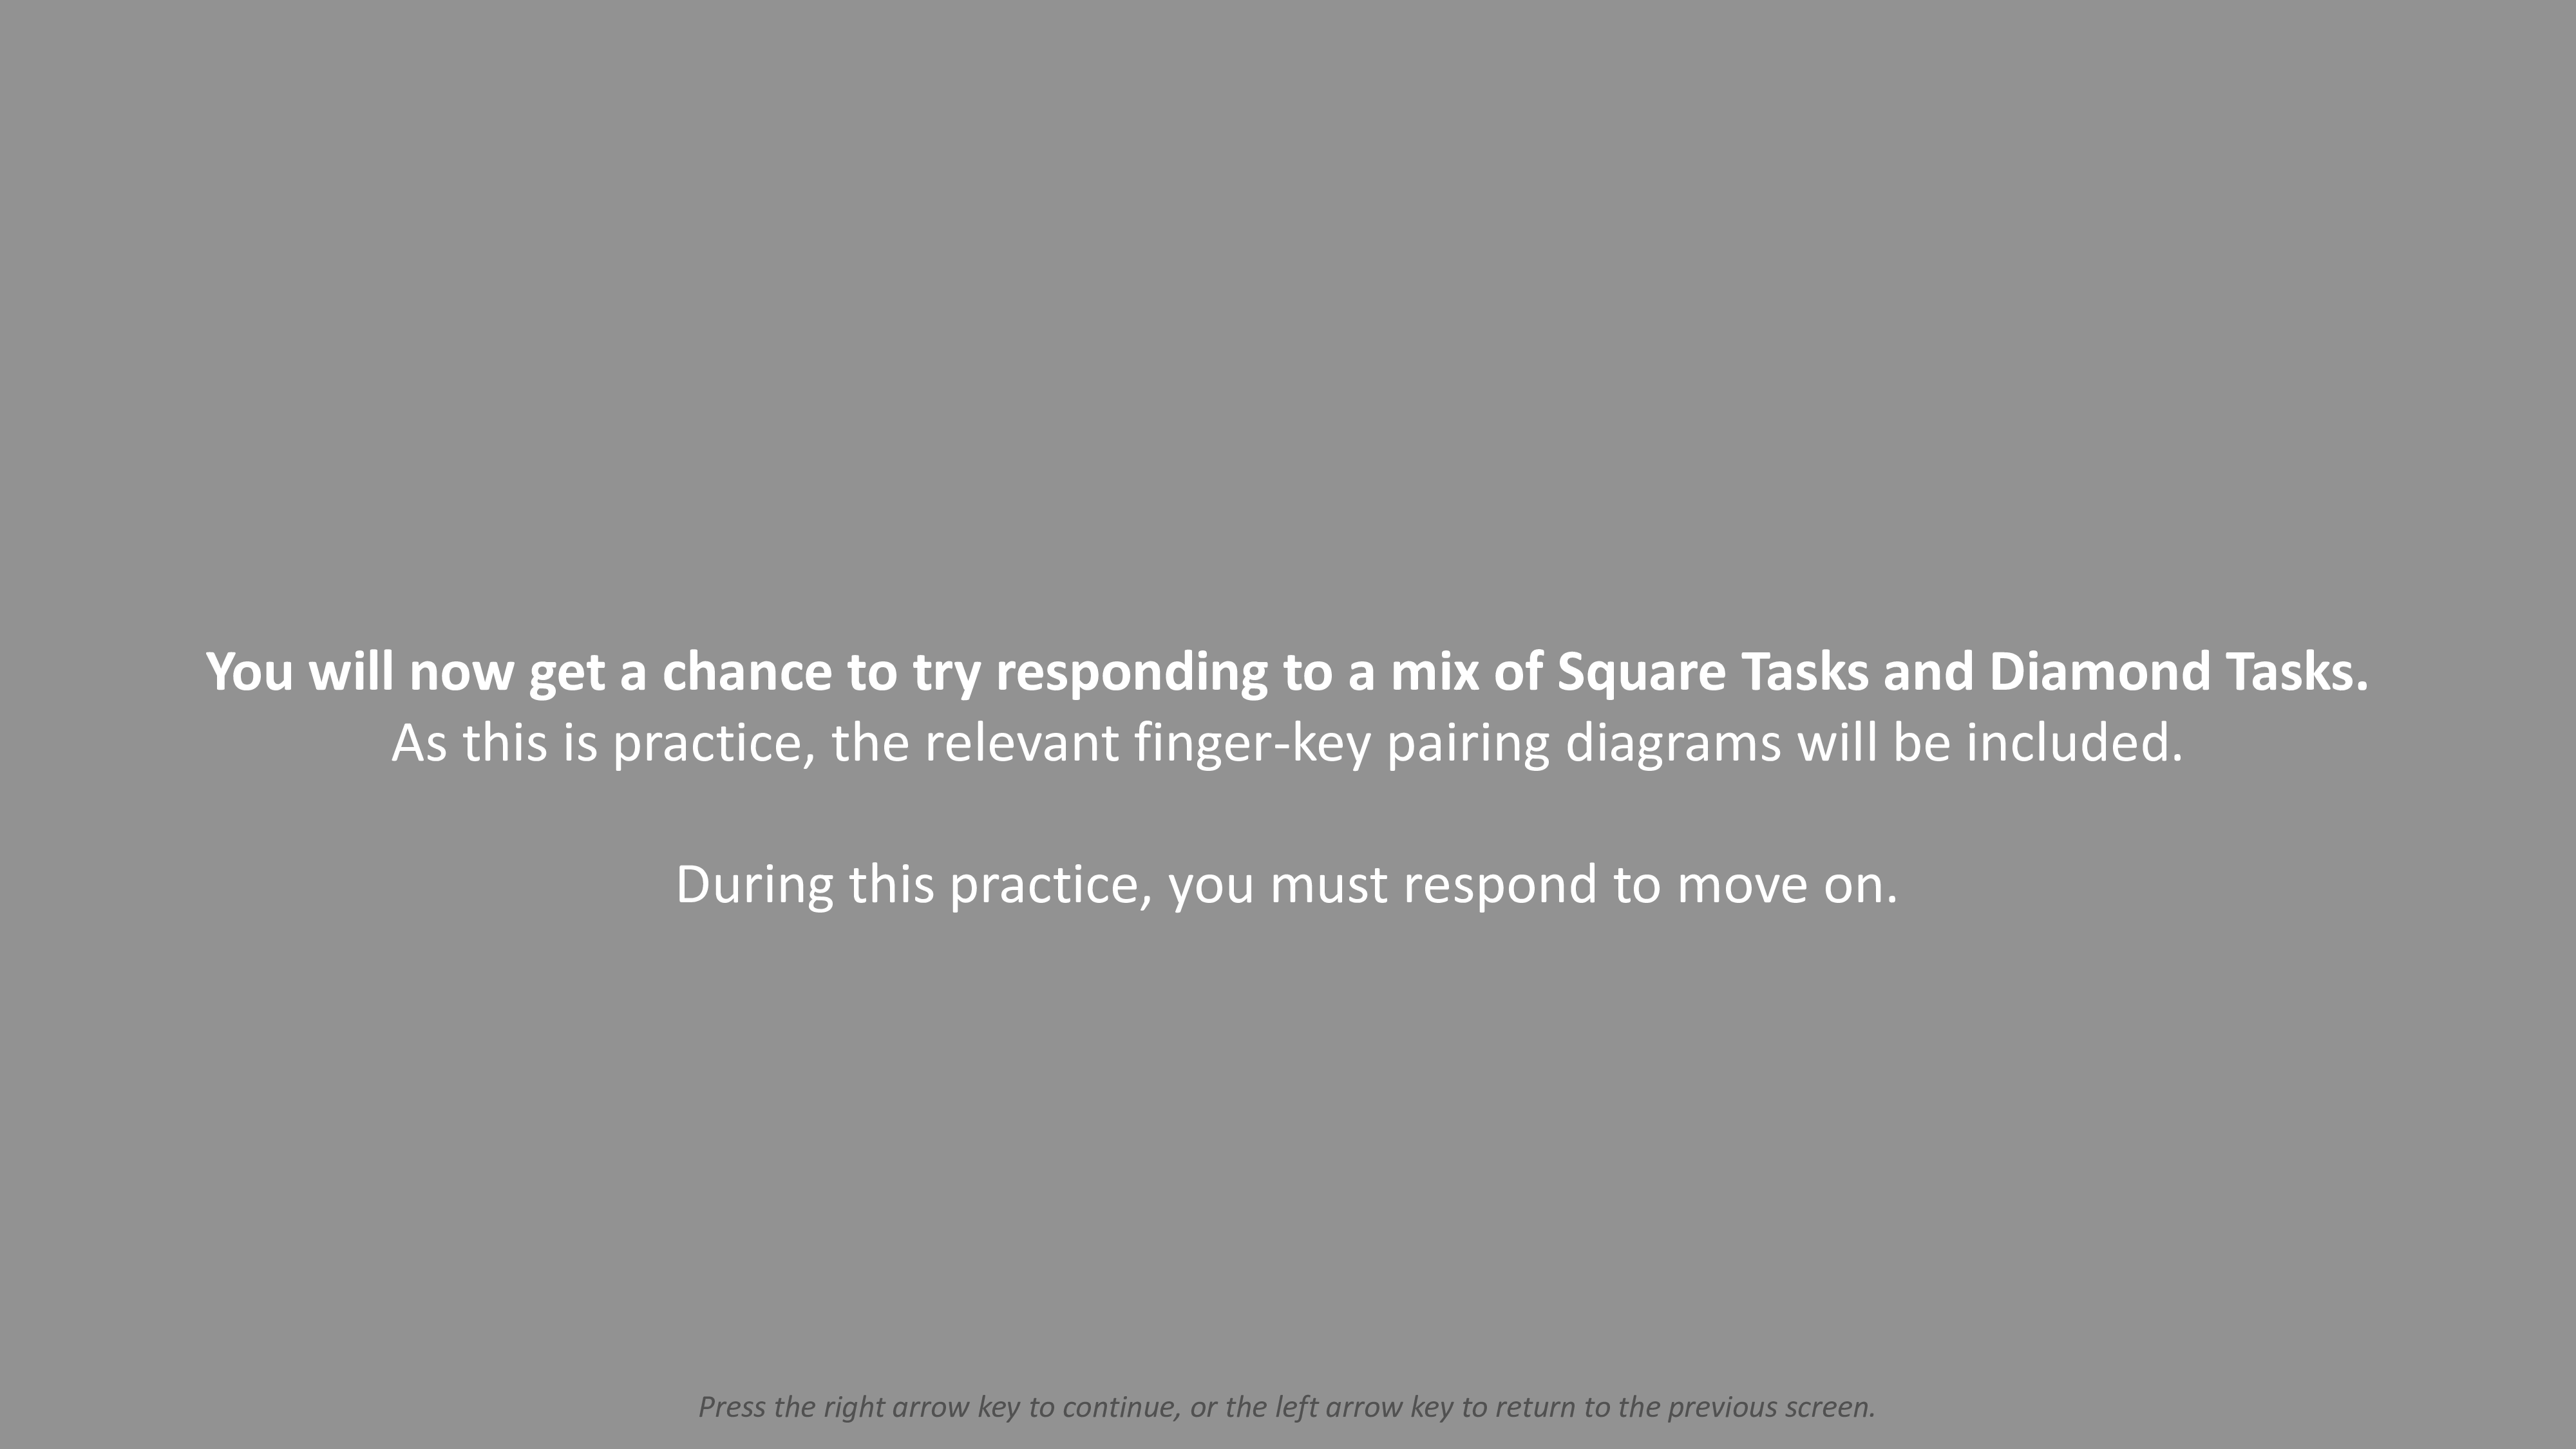 You will now get a chance to try responding to a mix of Square Tasks and Diamond Tasks.
As this is practice, the relevant finger-key pairing diagrams will be included.
During this practice, you must respond to move on.
Press the right arrow key to continue, or the left arrow key to return to the previous screen.